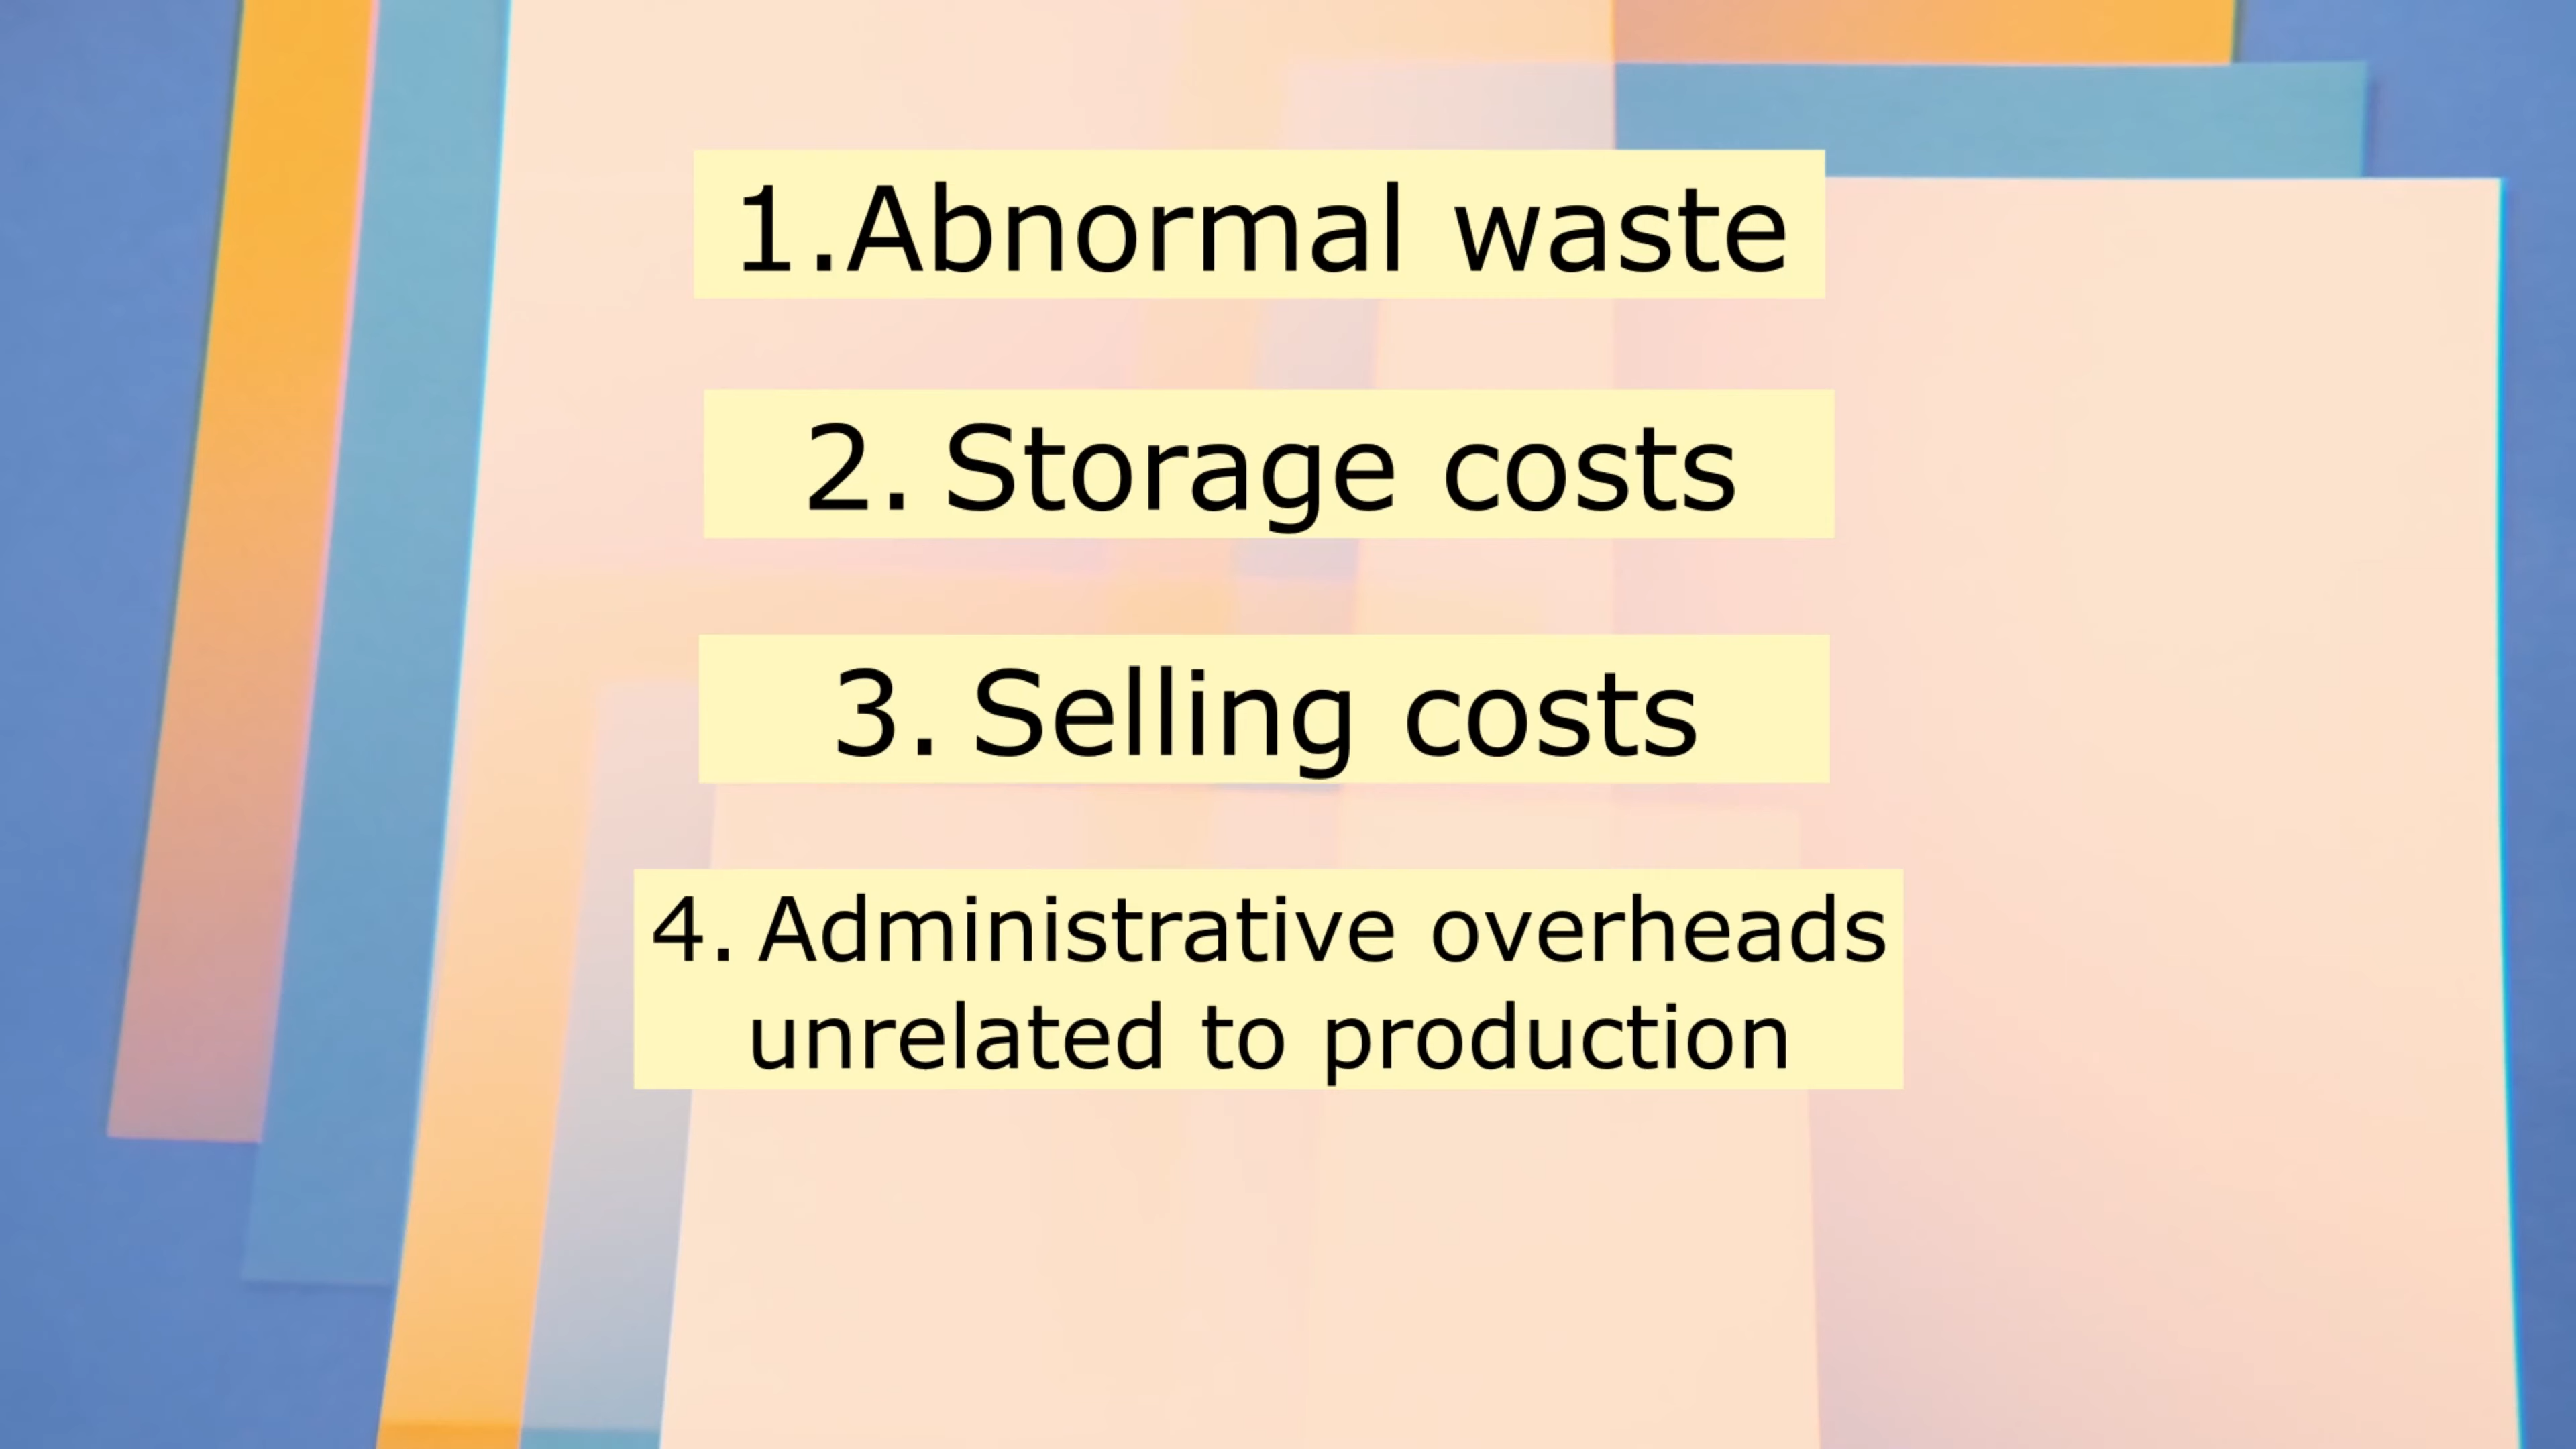 1.Abnormal waste
2. Storage costs
3. Selling costs
4. Administrative overheads
unrelated to production